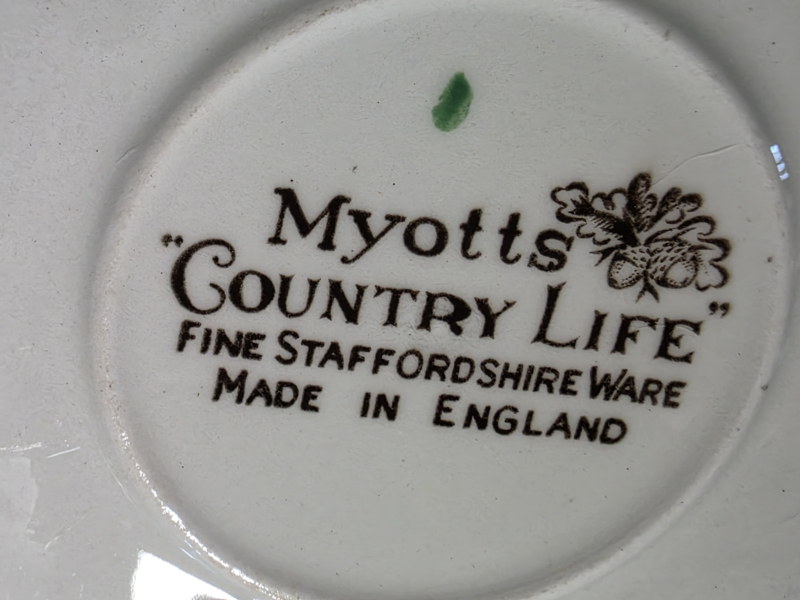 Myotts
"COUNTRY LIFE"
FINE STAFFORDSHIRE WARE
MADE IN ENGLAND